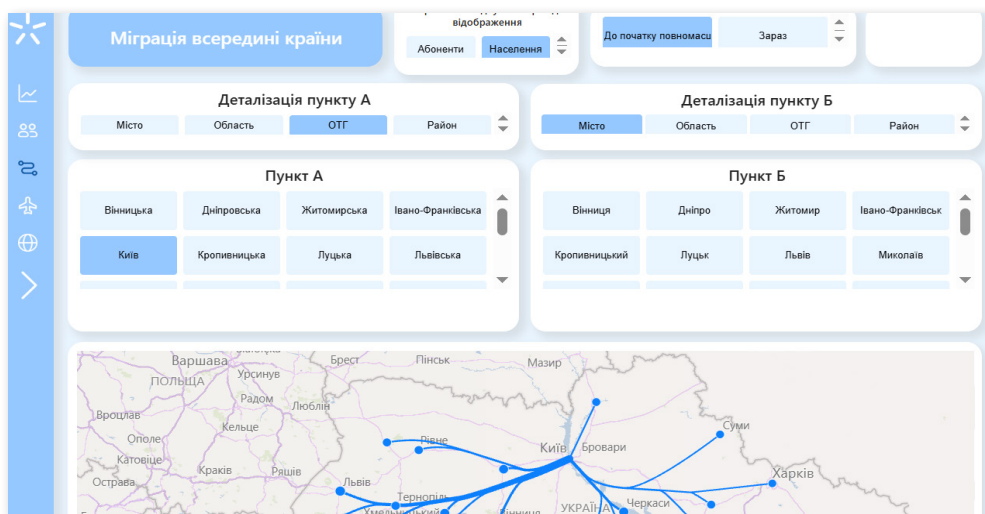 відображення
Міграція всередині країни
Абоненти
Населення
До початку повномасш
Зараз
Деталізація пункту А
Місто
Область
ОТГ
Район
Деталізація пункту Б
Місто
Область
ОТГ
Район
Пункт А
Вінницька
Дніпровська
Житомирська
Івано-Франківська
Київ
Кропивницька
Луцька
Львівська
Пункт Б
Вінниця
Дніпро
Житомир
Івано-Франківськ
Кропивницький
Луцьк
Львів
Миколаїв
Варшава
Брест
Пінськ
Мазир
ПОЛЬЩА
Урсинув
Радом
Люблін
Вроцлав
Кельце
Суми
Ополе
Рівне
Київ
Бровари
Катовіце
Краків
Ряшів
Харків
Острава
Львів
Тернопіль
Хмельницький
Вінниця
УКРАЇНА
Черкаси